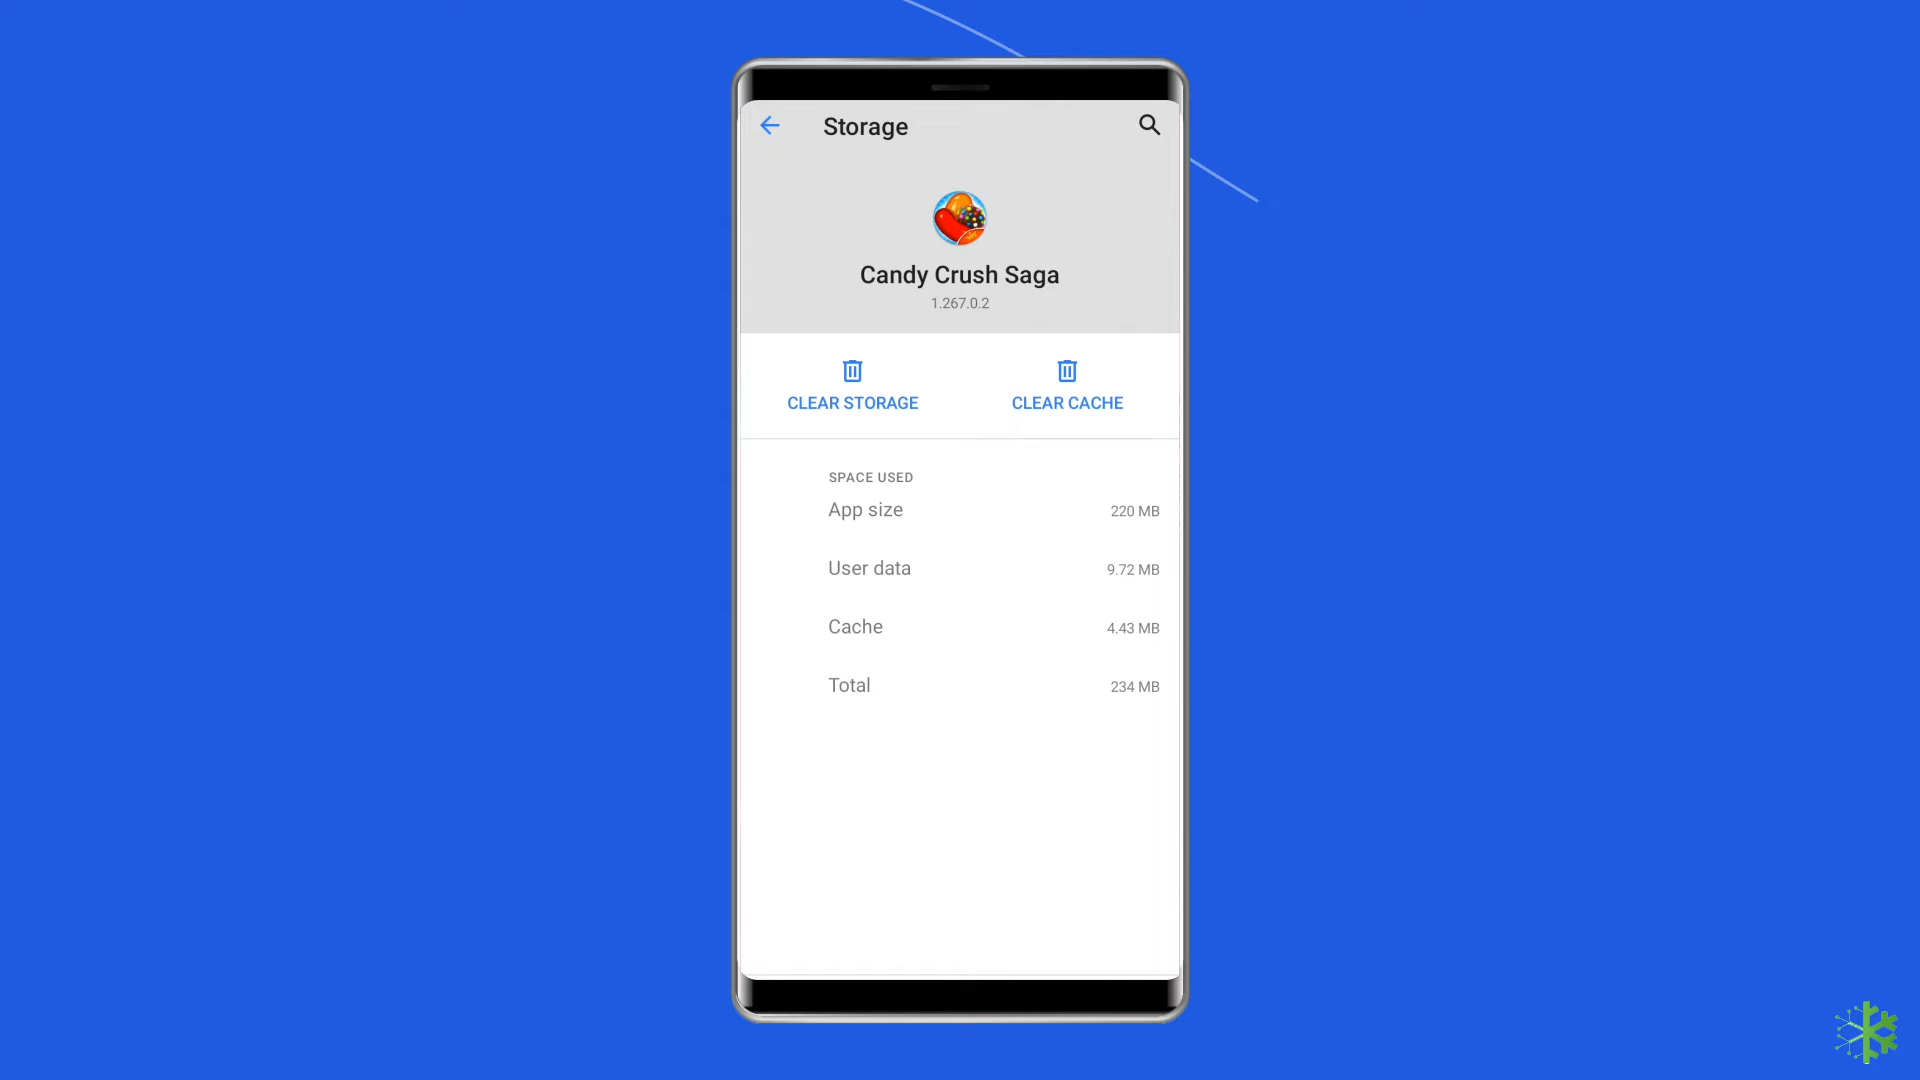 Storage
Candy Crush Saga
1.267.0.2
CLEAR STORAGE
CLEAR CACHE
SPACE USED
App size
220 MB
User data
9.72 MB
Cache
4.43 MB
Total
234 MB